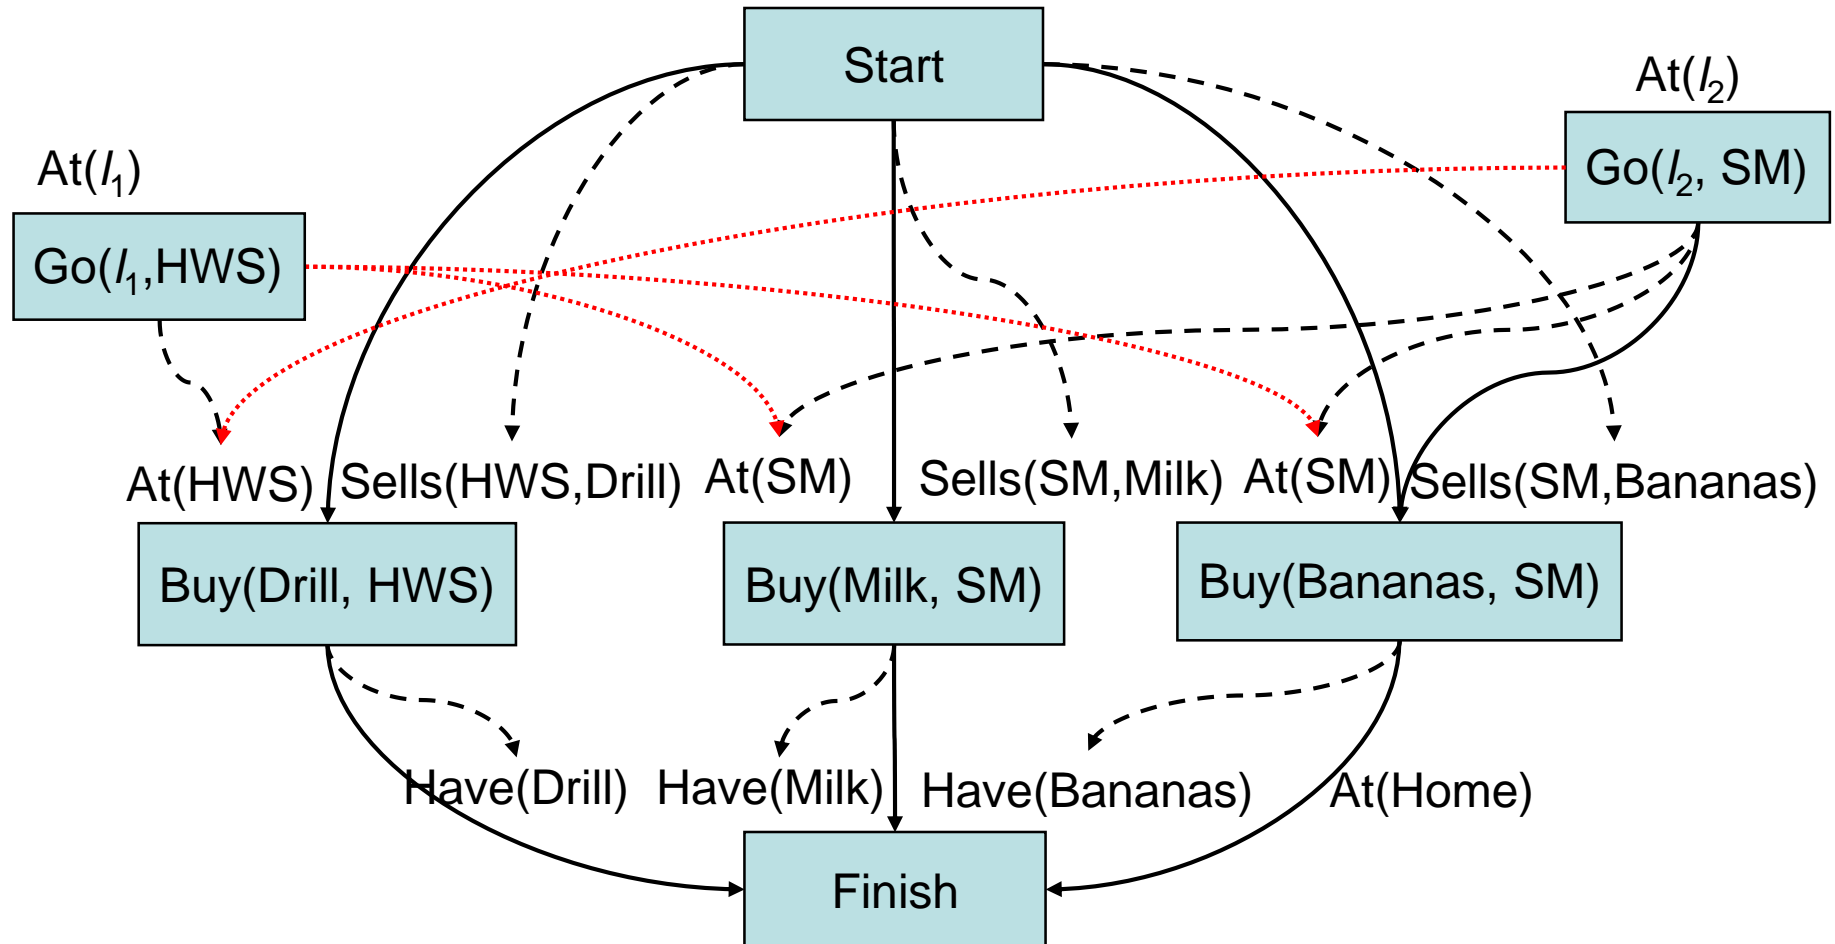 Start
At(l₂)
Go(l₂, SM)
At(l₁)
Go(l₁,HWS)
At(HWS) Sells(HWS,Drill) At(SM) Sells(SM,Milk) At(SM) Sells(SM,Bananas)
Buy(Drill, HWS) Buy(Milk, SM) Buy(Bananas, SM)
Have(Drill) Have(Milk) Have(Bananas) At(Home)
Finish